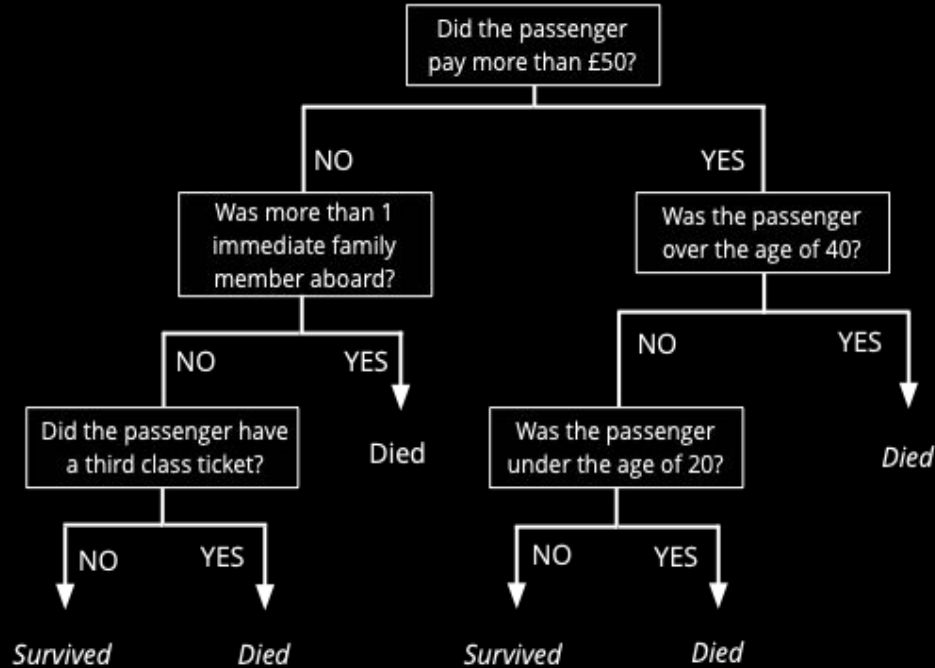 Did the passenger
pay more than £50?
NO
YES
Was more than 1
immediate family
member aboard?
Was the passenger
over the age of 40?
NO
YES
NO
YES
Did the passenger have
a third class ticket?
Died
Was the passenger
under the age of 20?
Died
NO
YES
NO
YES
Survived
Died
Survived
Died